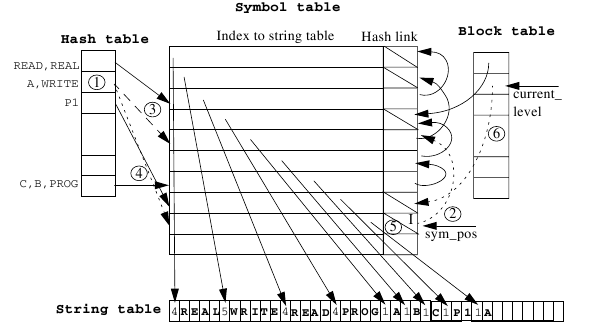 Symbol table
Hash table
Index to string table
Hash link
Block table
READ,REAL
A,WRITE
P1
C,B,PROG
1
3
4
5
I
2
6
current_
level
sym_pos
String table
4REAL5WRITE4READ4PROG1A1B1C1P11A